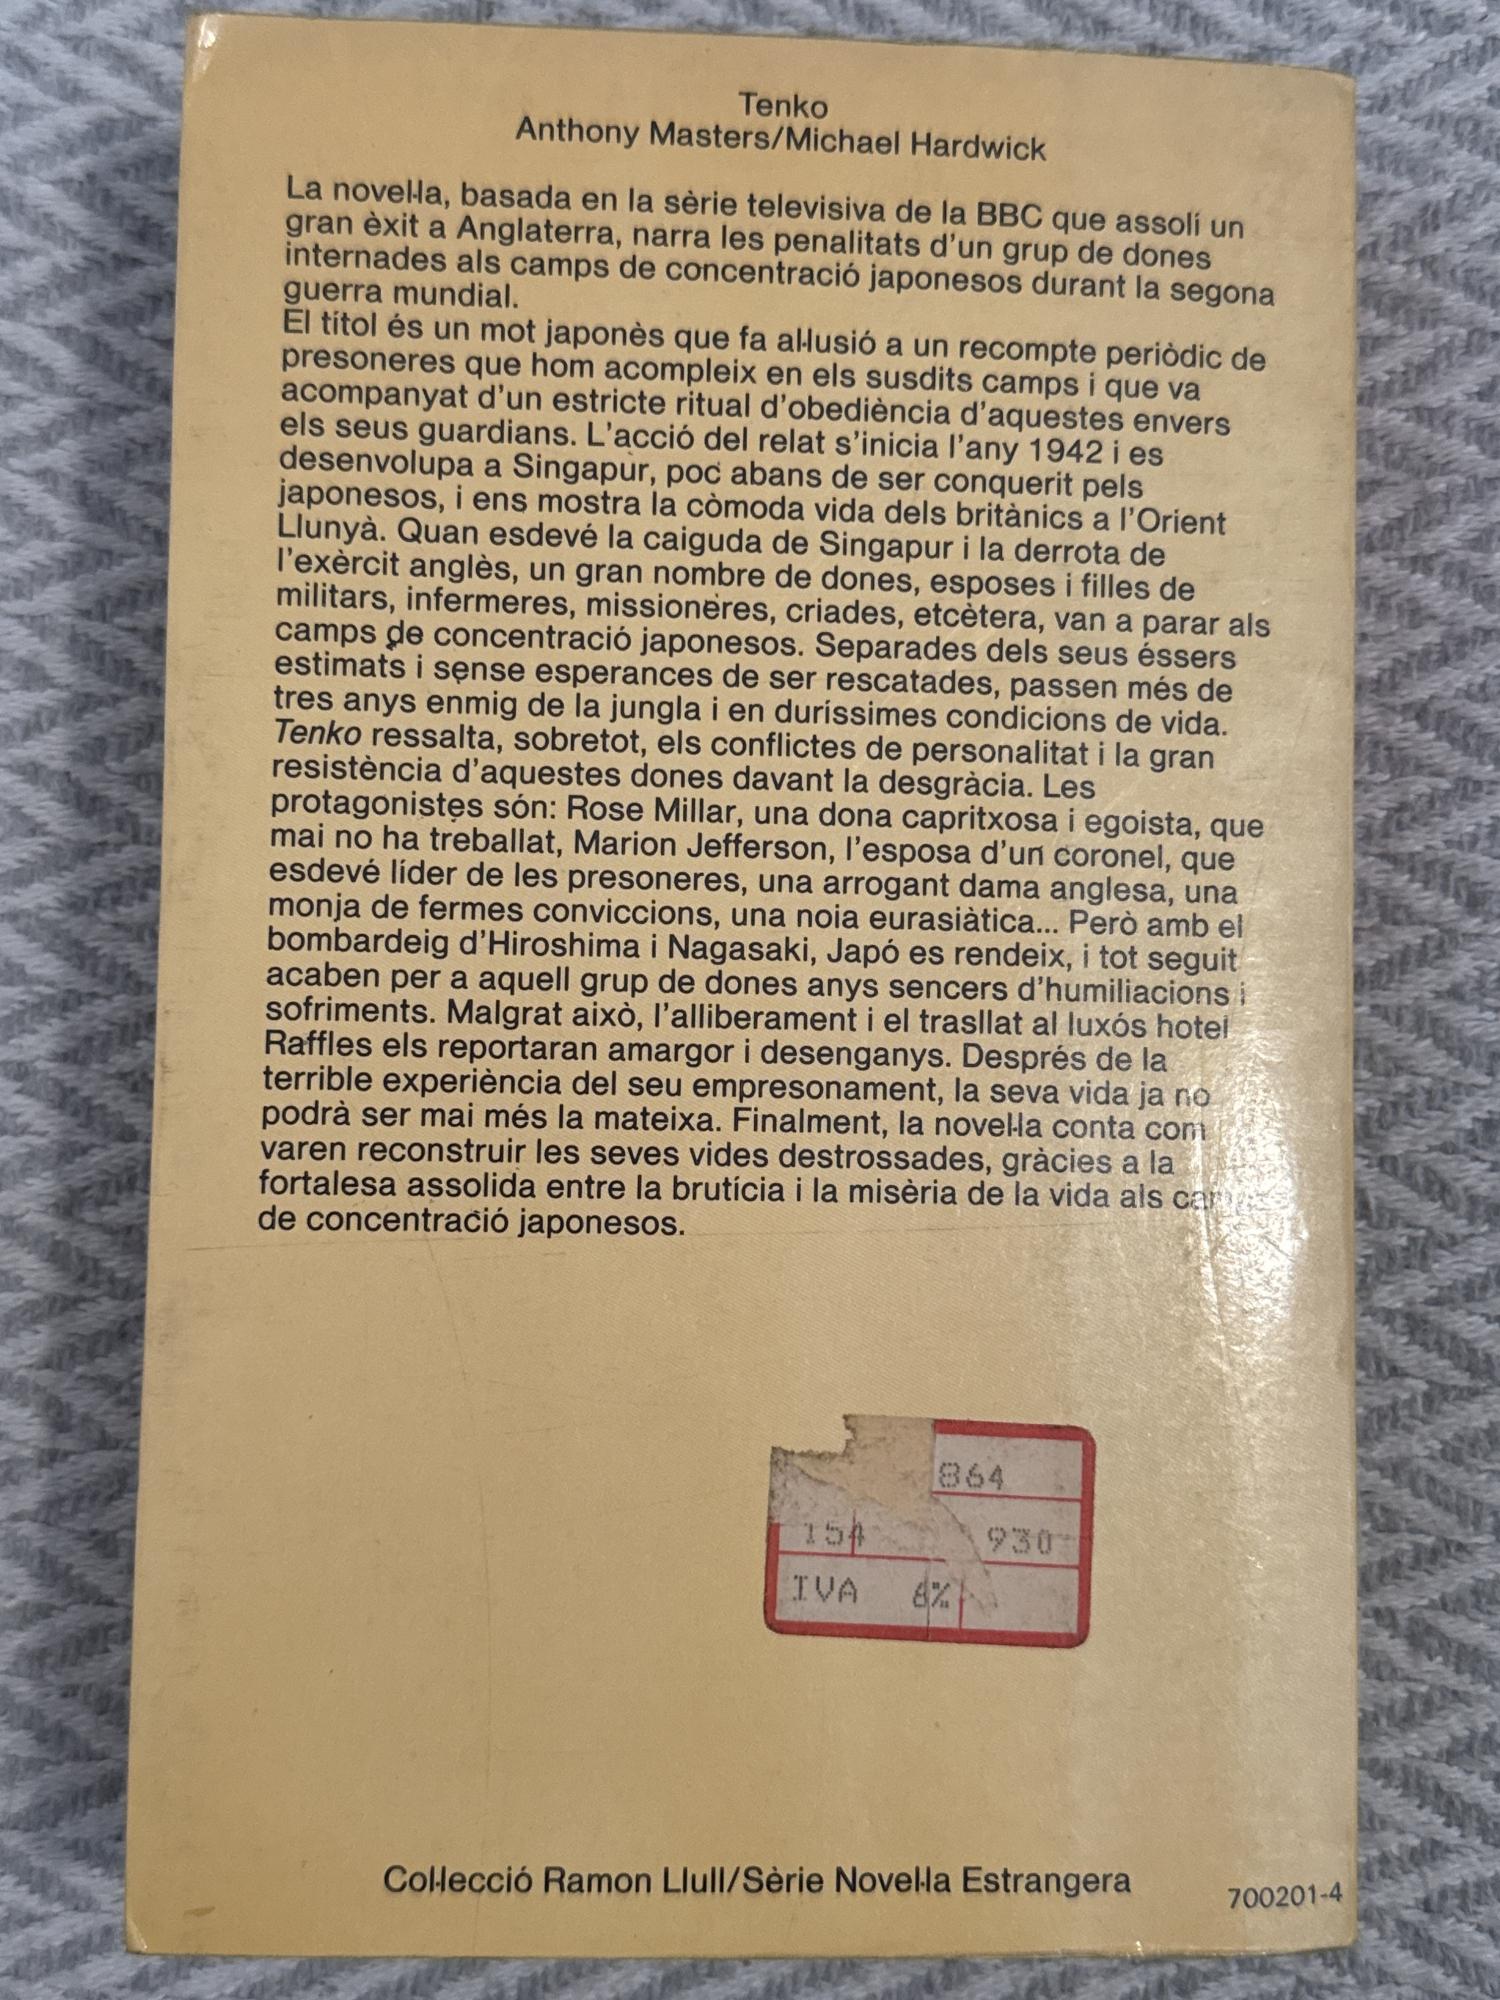 Tenko
Anthony Masters/Michael Hardwick
La novel·la, basada en la sèrie televisiva de la BBC que assolí un
gran èxit a Anglaterra, narra les penalitats d'un grup de dones
internades als camps de concentració japonesos durant la segona
guerra mundial.
El títol és un mot japonès que fa al·lusió a un recompte periòdic de
presoneres que hom acompleix en els susdits camps i que va
acompanyat d'un estricte ritual d'obediència d'aquestes envers
els seus guardians. L'acció del relat s'inicia l'any 1942 i es
desenvolupa a Singapur, poc abans de ser conquerit pels
japonesos, i ens mostra la còmoda vida dels britànics a l'Orient
Llunyà. Quan esdevé la caiguda de Singapur i la derrota de
l'exèrcit anglès, un gran nombre de dones, esposes i filles de
militars, infermeres, missioneres, criades, etcètera, van a parar als
camps de concentració japonesos. Separades dels seus éssers
estimats i sense esperances de ser rescatades, passen més de
tres anys enmig de la jungla i en duríssimes condicions de vida.
Tenko ressalta, sobretot, els conflictes de personalitat i la gran
resistència d'aquestes dones davant la desgràcia. Les
protagonistes són: Rose Millar, una dona capritxosa i egoista, que
mai no ha treballat, Marion Jefferson, l'esposa d'un coronel, que
esdevé líder de les presoneres, una arrogant dama anglesa, una
monja de fermes conviccions, una noia eurasiàtica... Però amb el
bombardeig d'Hiroshima i Nagasaki, Japó es rendeix, i tot seguit
acaben per a aquell grup de dones anys sencers d'humiliacions i
sofriments. Malgrat això, l'alliberament i el trasllat al luxós hotel
Raffles els reportaran amargor i desenganys. Després de la
terrible experiència del seu empresonament, la seva vida ja no
podrà ser mai més la mateixa. Finalment, la novel·la conta com
varen reconstruir les seves vides destrossades, gràcies a la
fortalesa assolida entre la brutícia i la misèria de la vida als
de concentració japonesos.
864
154 930
IVA 6%
Col·lecció Ramon Llull/Sèrie Novel·la Estrangera
700201-4